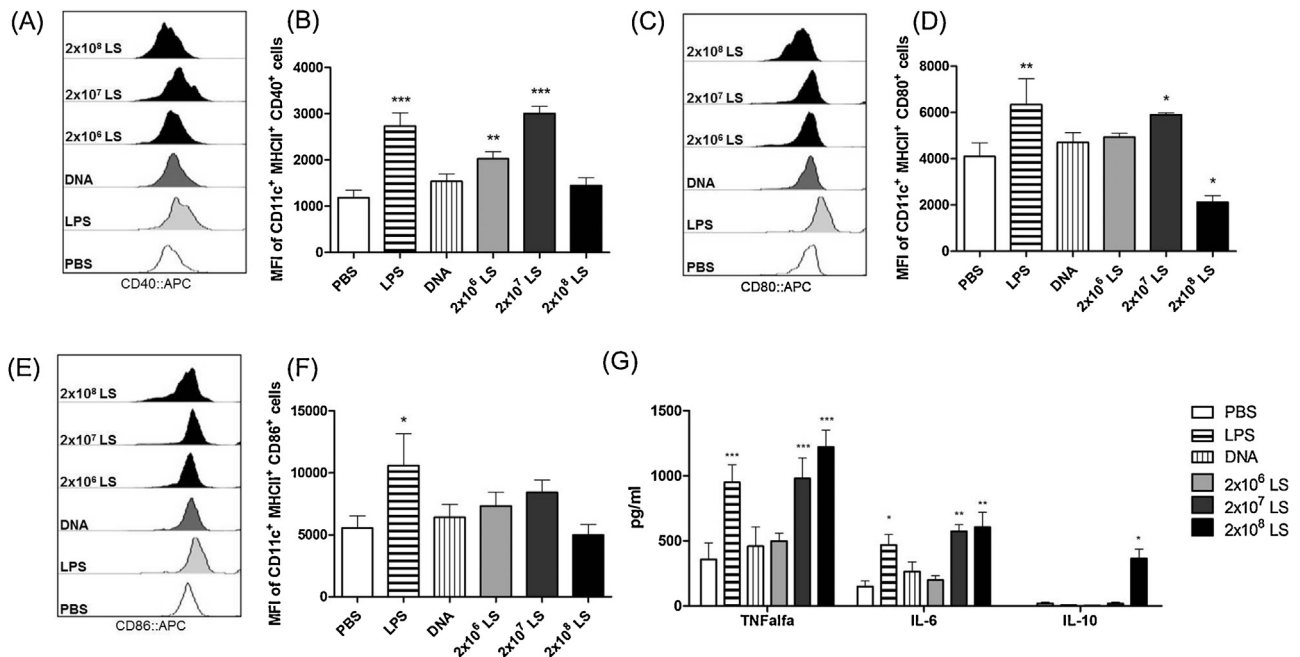 (A)
2x10⁸ LS
2x10⁷ LS
2x10⁶ LS
DNA
LPS
PBS
CD40::APC
(B)
MFI of CD11c⁺ MHCII⁺ CD40⁺ cells
4000
3000
2000
1000
0
***
**
***
PBS
LPS
DNA
2x10⁶ LS
2x10⁷ LS
2x10⁸ LS
(C)
2x10⁸ LS
2x10⁷ LS
2x10⁶ LS
DNA
LPS
PBS
CD80::APC
(D)
MFI of CD11c⁺ MHCII⁺ CD80⁺ cells
8000
6000
4000
2000
0
**
*
*
PBS
LPS
DNA
2x10⁶ LS
2x10⁷ LS
2x10⁸ LS
(E)
2x10⁸ LS
2x10⁷ LS
2x10⁶ LS
DNA
LPS
PBS
CD86::APC
(F)
MFI of CD11c⁺ MHCII⁺ CD86⁺ cells
15000
10000
5000
0
*
PBS
LPS
DNA
2x10⁶ LS
2x10⁷ LS
2x10⁸ LS
(G)
pg/ml
1500
1000
500
0
***
***
***
*
**
**
*
TNFalfa
IL-6
IL-10
PBS
LPS
DNA
2x10⁶ LS
2x10⁷ LS
2x10⁸ LS